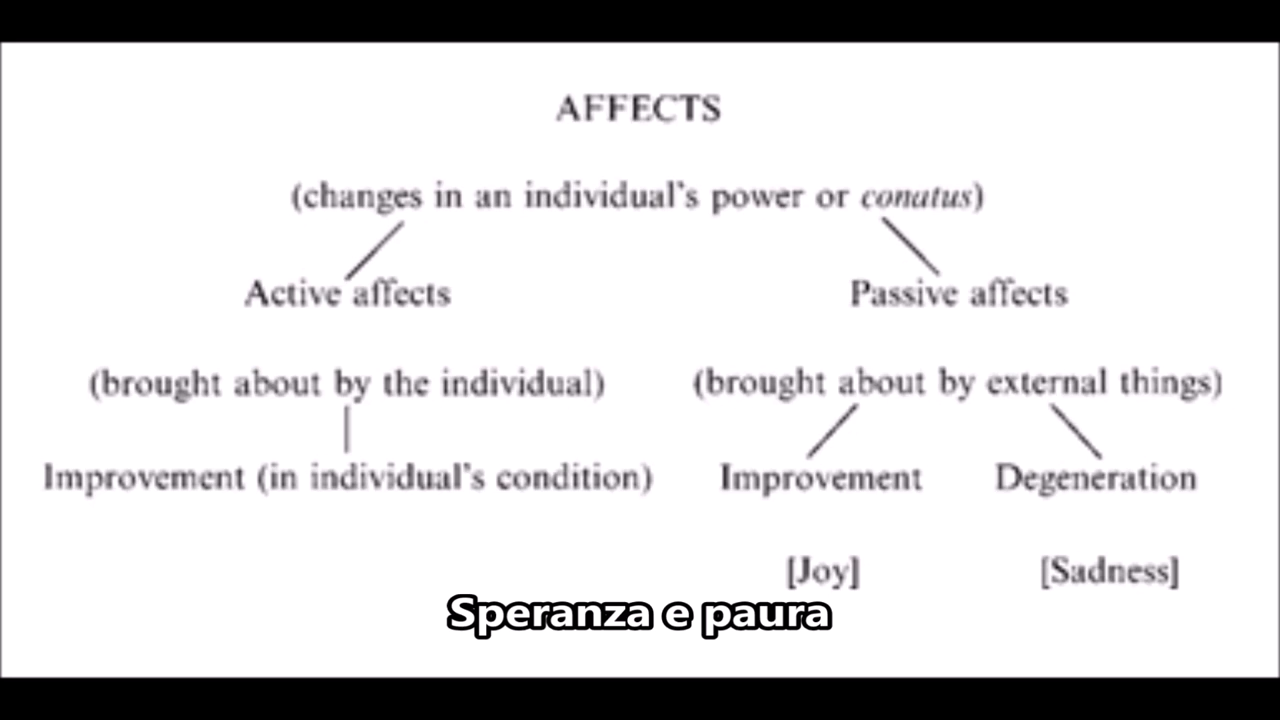 AFFECTS
(changes in an individual's power or conatus)
Active affects Passive affects
(brought about by the individual) (brought about by external things)
Improvement (in individual's condition) Improvement Degeneration
[Joy] [Sadness]
Speranza e paura